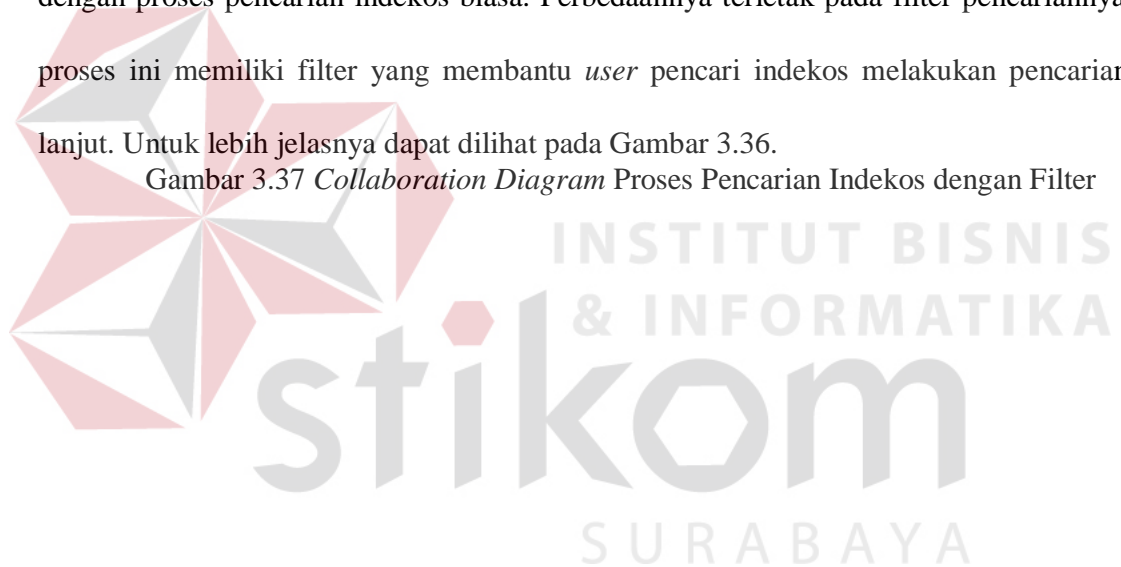 dengan proses pencarian indekos biasa. Perbedaannya terletak pada filter pencariannya
proses ini memiliki filter yang membantu user pencari indekos melakukan pencarian
lanjut. Untuk lebih jelasnya dapat dilihat pada Gambar 3.36.
Gambar 3.37 Collaboration Diagram Proses Pencarian Indekos dengan Filter
INSTITUT BISNIS
& INFORMATIKA
stikom
SURABAYA